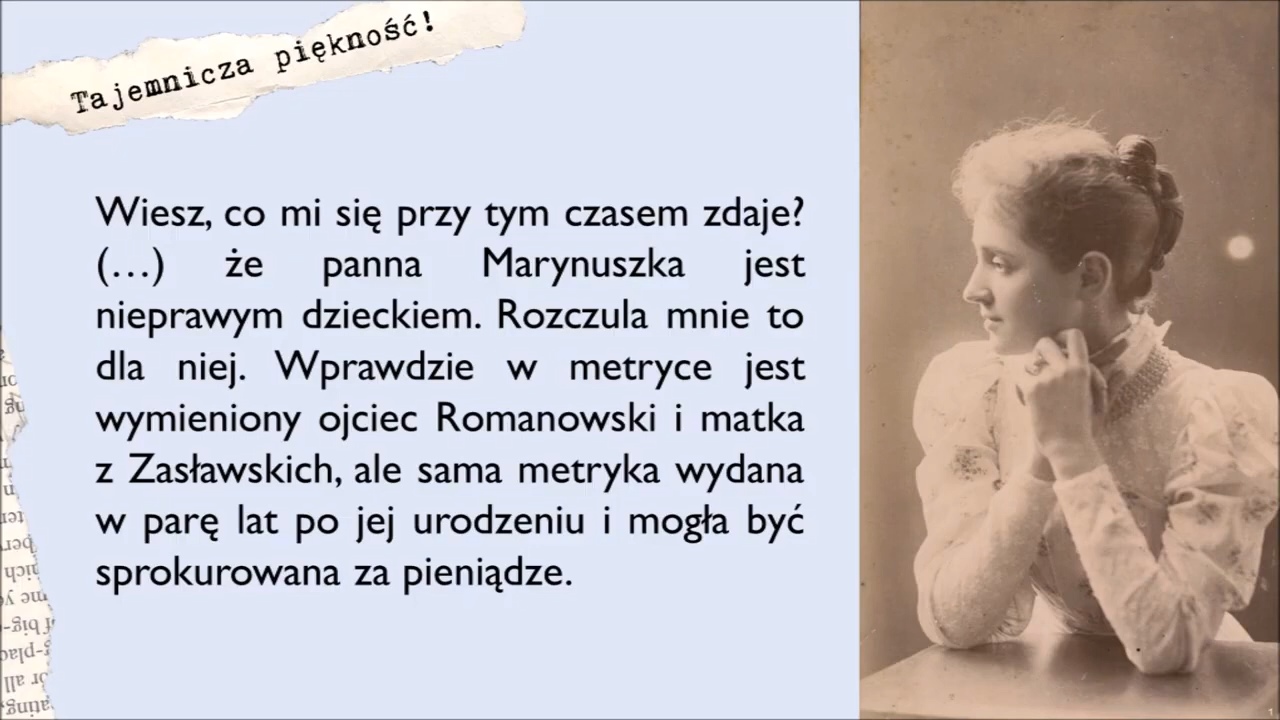 Tajemnicza piękność!
Wiesz, co mi się przy tym czasem zdaje?
(…) że panna Marynuszka jest
nieprawym dzieckiem. Rozczula mnie to
dla niej. Wprawdzie w metryce jest
wymieniony ojciec Romanowski i matka
z Zasławskich, ale sama metryka wydana
w parę lat po jej urodzeniu i mogła być
sprokurowana za pieniądze.